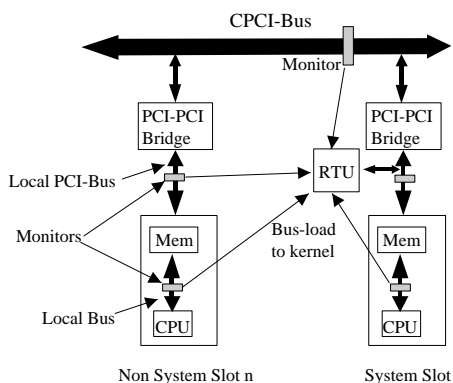 CPCI-Bus
Monitor
PCI-PCI
Bridge
PCI-PCI
Bridge
Local PCI-Bus
RTU
Monitors
Mem
Bus-load
to kernel
Mem
Local Bus
CPU
CPU
Non System Slot n
System Slot